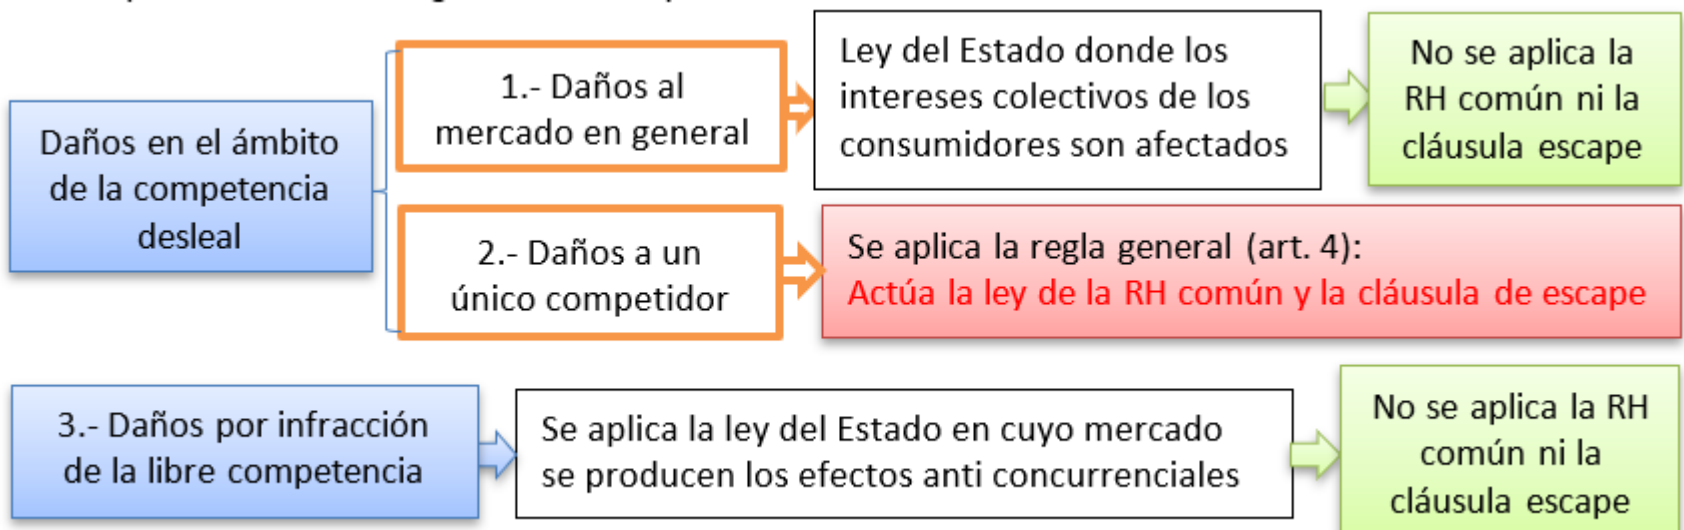 Daños en el ámbito
de la competencia
desleal
1.- Daños al
mercado en general
Ley del Estado donde los
intereses colectivos de los
consumidores son afectados
No se aplica la
RH común ni la
cláusula escape
2.- Daños a un
único competidor
Se aplica la regla general (art. 4):
Actúa la ley de la RH común y la cláusula de escape
3.- Daños por infracción
de la libre competencia
Se aplica la ley del Estado en cuyo mercado
se producen los efectos anti concurrenciales
No se aplica la RH
común ni la
cláusula escape